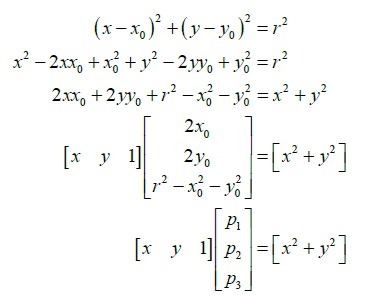 (x−x₀)² + (y−y₀)² = r²
x² − 2xx₀ + x₀² + y² − 2yy₀ + y₀² = r²
2xx₀ + 2yy₀ + r² − x₀² − y₀² = x² + y²
[x y 1] [2x₀; 2y₀; r² − x₀² − y₀²] = [x² + y²]
[x y 1] [p₁; p₂; p₃] = [x² + y²]